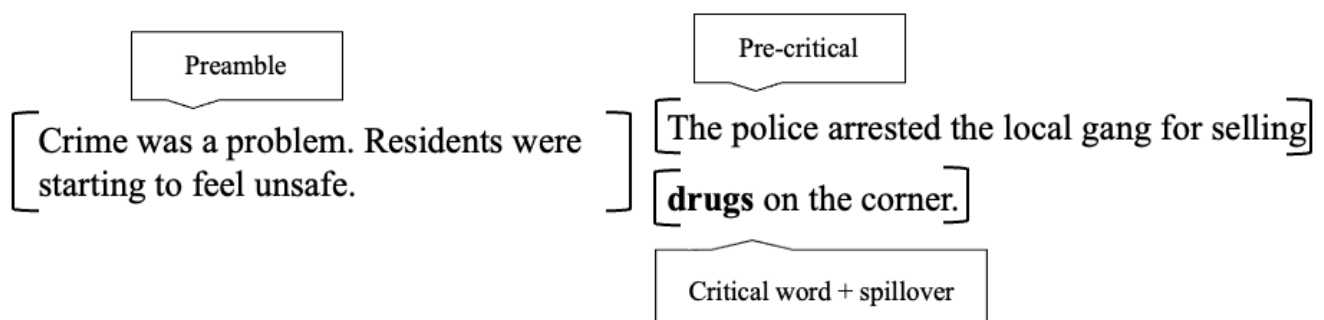 Preamble
Crime was a problem. Residents were
starting to feel unsafe.
Pre-critical
The police arrested the local gang for selling
drugs on the corner.
Critical word + spillover